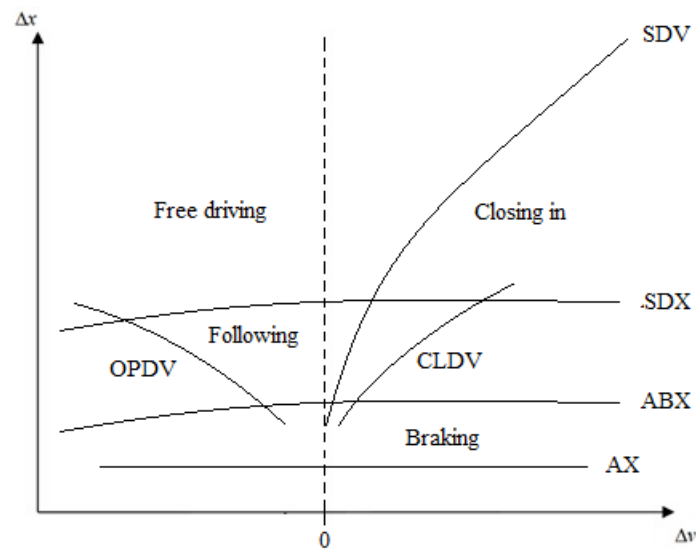 Δx
SDV
Free driving
Closing in
SDX
Following
OPDV
CLDV
ABX
Braking
AX
0
Δv